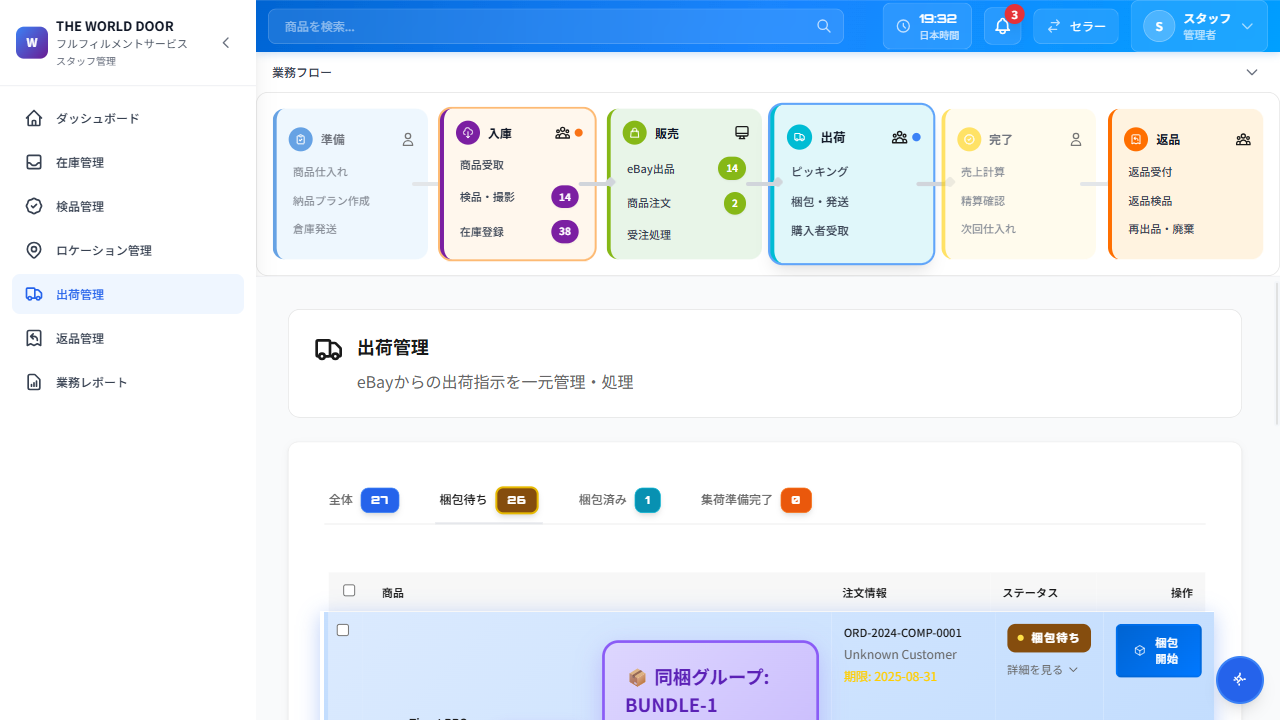 W
THE WORLD DOOR
フルフィルメントサービス
スタッフ管理
ダッシュボード
在庫管理
検品管理
ロケーション管理
出荷管理
返品管理
業務レポート
商品を検索...
19:32
日本時間
3
セラー
S
スタッフ
管理者
業務フロー
準備
商品仕入れ
納品プラン作成
倉庫発送
入庫
商品受取
検品・撮影
14
在庫登録
38
販売
eBay出品
14
商品注文
2
受注処理
出荷
ピッキング
梱包・発送
購入者受取
完了
売上計算
精算確認
次回仕入れ
返品
返品受付
返品検品
再出品・廃棄
出荷管理
eBayからの出荷指示を一元管理・処理
全体 27
梱包待ち 26
梱包済み 1
集荷準備完了 0
商品
注文情報
ステータス
操作
📦 同梱グループ:
BUNDLE-1
ORD-2024-COMP-0001
Unknown Customer
期限: 2025-08-31
梱包待ち
詳細を見る
梱包
開始